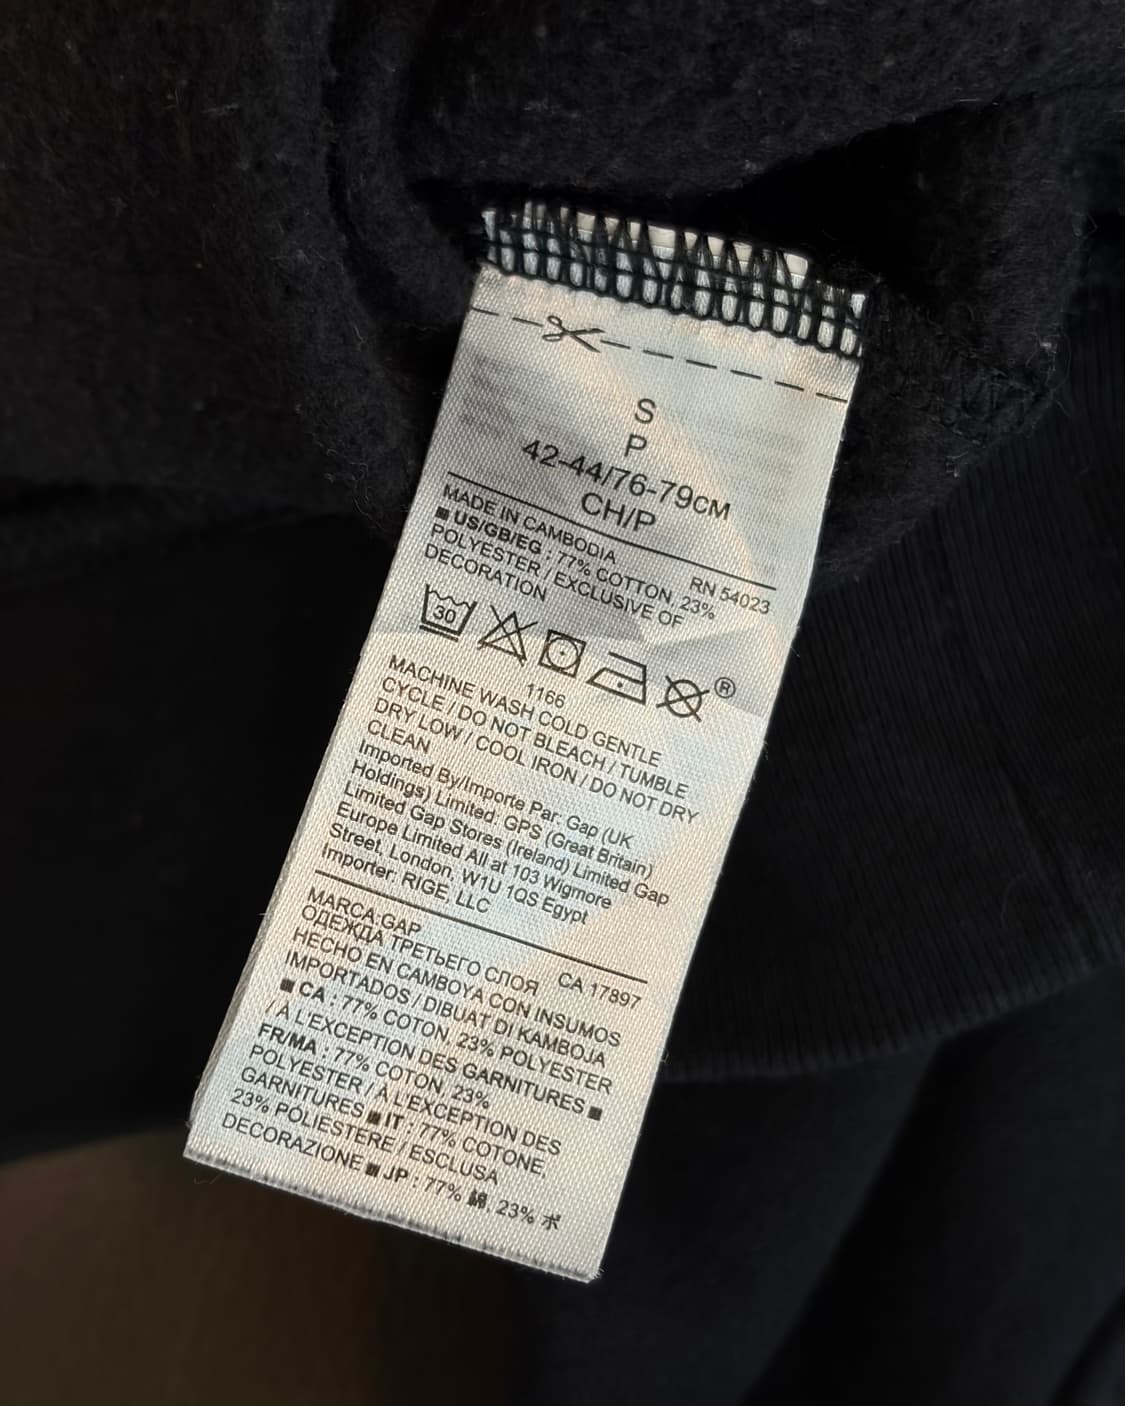 S
P
42-44/76-79CM
CH/P
MADE IN CAMBODIA RN 54023
■ US/GB/EG : 77% COTTON, 23%
POLYESTER / EXCLUSIVE OF
DECORATION
30
®
1166
MACHINE WASH COLD GENTLE
CYCLE / DO NOT BLEACH / TUMBLE
DRY LOW / COOL IRON / DO NOT DRY
CLEAN
Imported By/Importe Par: Gap (UK
Holdings) Limited. GPS (Great Britain)
Limited Gap Stores (Ireland) Limited Gap
Europe Limited All at 103 Wigmore
Street, London, W1U 1QS Egypt
Importer: RIGE, LLC
MARCA:GAP CA 17897
ОДЕЖДА ТРЕТЬЕГО СЛОЯ
HECHO EN CAMBOYA CON INSUMOS
IMPORTADOS / DIBUAT DI KAMBOJA
■ CA : 77% COTON, 23% POLYESTER
/ À L'EXCEPTION DES GARNITURES ■
FR/MA : 77% COTON, 23%
POLYESTER / À L'EXCEPTION DES
GARNITURES ■ IT : 77% COTONE,
23% POLIESTERE / ESCLUSA
DECORAZIONE ■ JP : 77% 綿, 23% ポ